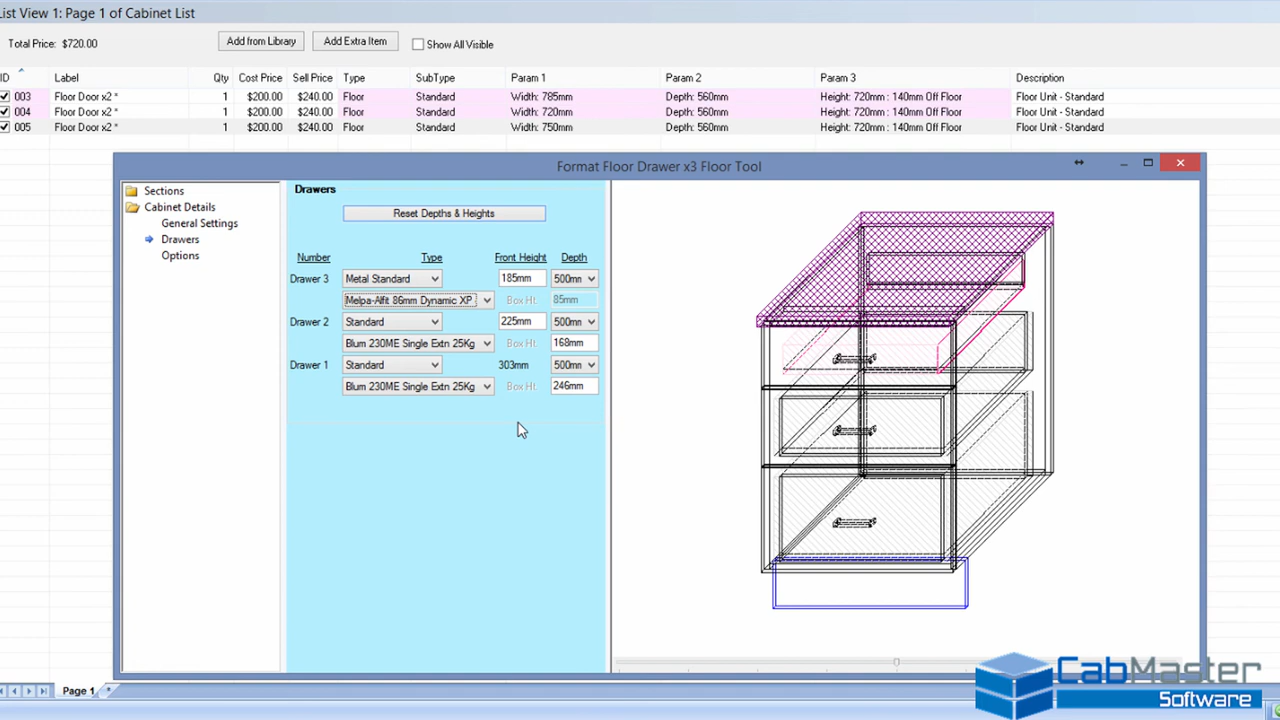 List View 1: Page 1 of Cabinet List
Total Price: $720.00 Add from Library Add Extra Item Show All Visible
ID Label Qty Cost Price Sell Price Type SubType Param 1 Param 2 Param 3 Description
003 Floor Door x2 * 1 $200.00 $240.00 Floor Standard Width: 785mm Depth: 560mm Height: 720mm : 140mm Off Floor Floor Unit - Standard
004 Floor Door x2 * 1 $200.00 $240.00 Floor Standard Width: 720mm Depth: 560mm Height: 720mm : 140mm Off Floor Floor Unit - Standard
005 Floor Door x2 * 1 $200.00 $240.00 Floor Standard Width: 750mm Depth: 560mm Height: 720mm : 140mm Off Floor Floor Unit - Standard
Format Floor Drawer x3 Floor Tool
Sections
Cabinet Details
General Settings
Drawers
Options
Drawers
Reset Depths & Heights
Number Type Front Height Depth
Drawer 3 Metal Standard 185mm 500mm
Melpa-Alfit 86mm Dynamic XP Box Ht. 85mm
Drawer 2 Standard 225mm 500mm
Blum 230ME Single Extn 25Kg Box Ht. 168mm
Drawer 1 Standard 303mm 500mm
Blum 230ME Single Extn 25Kg Box Ht. 246mm
Page 1 *
CabMaster
Software